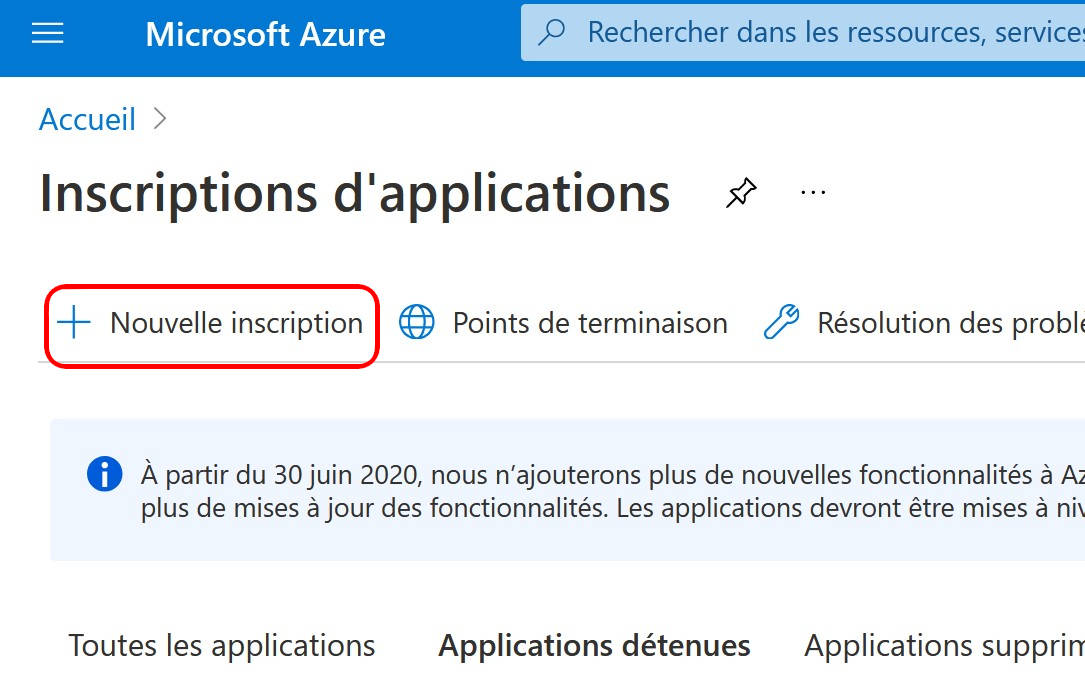 Microsoft Azure
Rechercher dans les ressources, services
Accueil
Inscriptions d'applications
Nouvelle inscription
Points de terminaison
Résolution des problè
À partir du 30 juin 2020, nous n’ajouterons plus de nouvelles fonctionnalités à Az
plus de mises à jour des fonctionnalités. Les applications devront être mises à niv
Toutes les applications
Applications détenues
Applications supprim